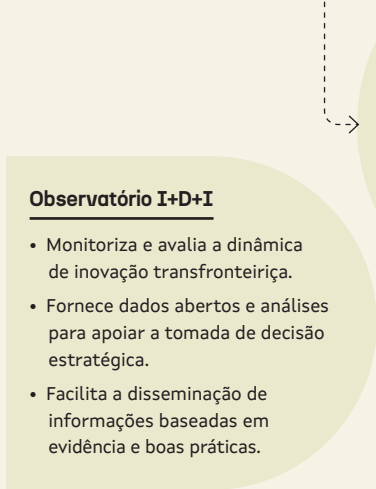 Observatório I+D+I
• Monitoriza e avalia a dinâmica
de inovação transfronteiriça.
• Fornece dados abertos e análises
para apoiar a tomada de decisão
estratégica.
• Facilita a disseminação de
informações baseadas em
evidência e boas práticas.